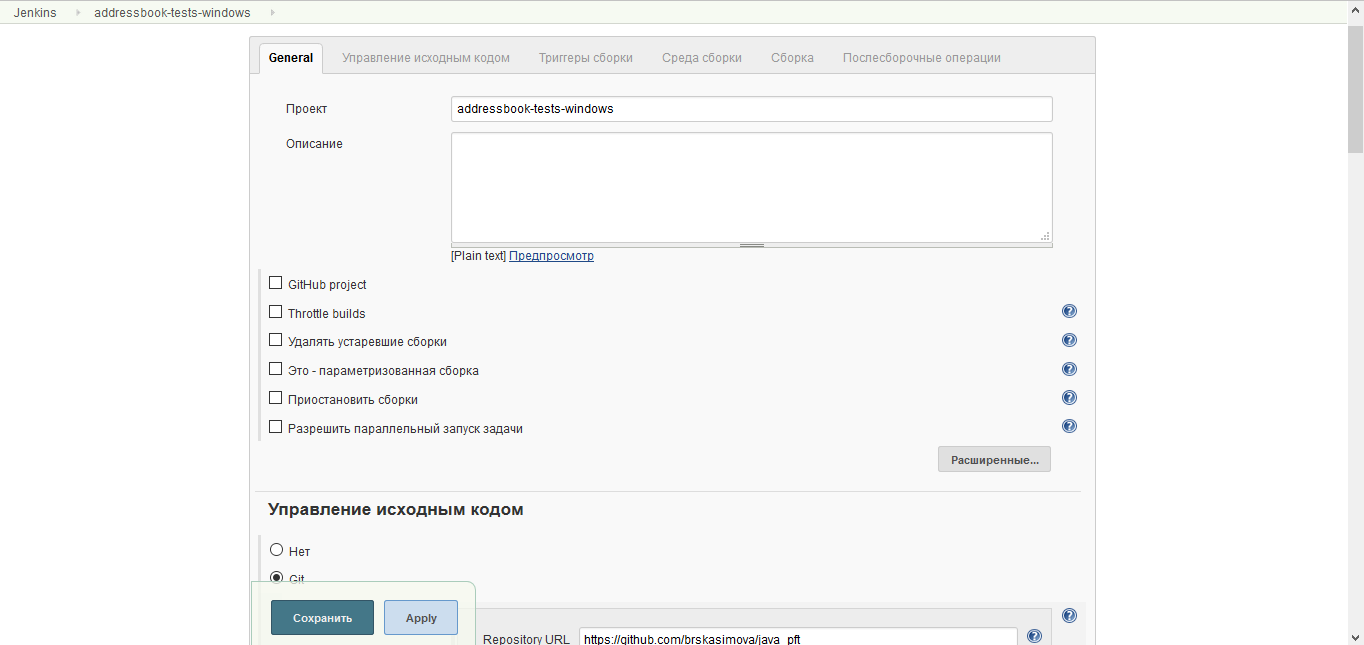 Jenkins addressbook-tests-windows
General Управление исходным кодом Триггеры сборки Среда сборки Сборка Послесборочные операции
Проект addressbook-tests-windows
Описание
[Plain text] Предпросмотр
GitHub project
Throttle builds
Удалять устаревшие сборки
Это - параметризованная сборка
Приостановить сборки
Разрешить параллельный запуск задачи
Расширенные...
Управление исходным кодом
Нет
Git
Сохранить Apply
Repository URL https://github.com/brskasimova/java_pft